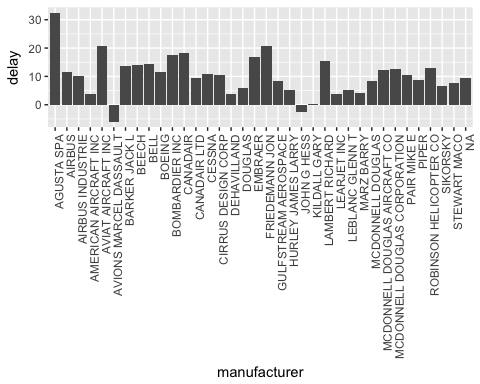 delay
30
20
10
0
AGUSTA SPA
AIRBUS
AIRBUS INDUSTRIE
AMERICAN AIRCRAFT INC
AVIAT AIRCRAFT INC
AVIONS MARCEL DASSAULT
BARKER JACK L
BEECH
BELL
BOEING
BOMBARDIER INC
CANADAIR
CANADAIR LTD
CESSNA
CIRRUS DESIGN CORP
DEHAVILLAND
DOUGLAS
EMBRAER
FRIEDEMANN JON
GULFSTREAM AEROSPACE
HURLEY JAMES LARRY
JOHN G HESS
KILDALL GARY
LAMBERT RICHARD
LEARJET INC
LEBLANC GLENN T
MARZ BARRY
MCDONNELL DOUGLAS
MCDONNELL DOUGLAS AIRCRAFT CO
MCDONNELL DOUGLAS CORPORATION
PAIR MIKE E
PIPER
ROBINSON HELICOPTER CO
SIKORSKY
STEWART MACO
NA
manufacturer